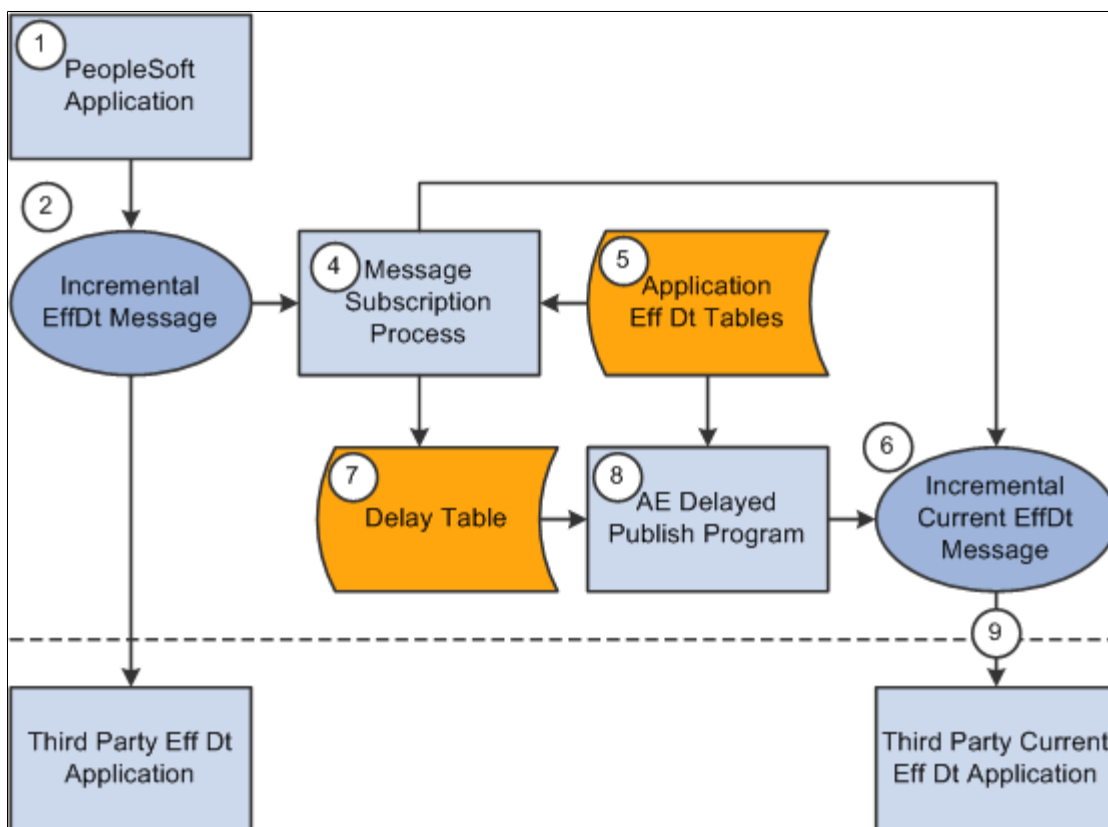 1
PeopleSoft
Application
2
Incremental
EffDt Message
4
Message
Subscription
Process
5
Application
Eff Dt Tables
7
Delay Table
8
AE Delayed
Publish Program
6
Incremental
Current EffDt
Message
9
Third Party Eff Dt
Application
Third Party Current
Eff Dt Application